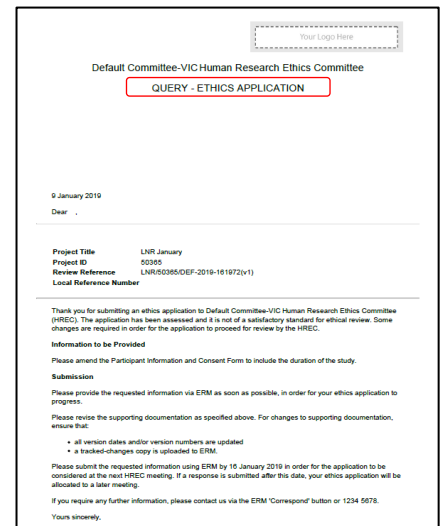 Your Logo Here
Default Committee-VIC Human Research Ethics Committee
QUERY - ETHICS APPLICATION
9 January 2019
Dear ,
Project Title LNR January
Project ID 50365
Review Reference LNR/50365/DEF-2019-161972(v1)
Local Reference Number
Thank you for submitting an ethics application to Default Committee-VIC Human Research Ethics Committee
(HREC). The application has been assessed and it is not of a satisfactory standard for ethical review. Some
changes are required in order for the application to proceed for review by the HREC.
Information to be Provided
Please amend the Participant Information and Consent Form to include the duration of the study.
Submission
Please provide the requested information via ERM as soon as possible, in order for your ethics application to
progress.
Please revise the supporting documentation as specified above. For changes to supporting documentation,
ensure that:
• all version dates and/or version numbers are updated
• a tracked-changes copy is uploaded to ERM.
Please submit the requested information using ERM by 16 January 2019 in order for the application to be
considered at the next HREC meeting. If a response is submitted after this date, your ethics application will be
allocated to a later meeting.
If you require any further information, please contact us via the ERM 'Correspond' button or 1234 5678.
Yours sincerely,